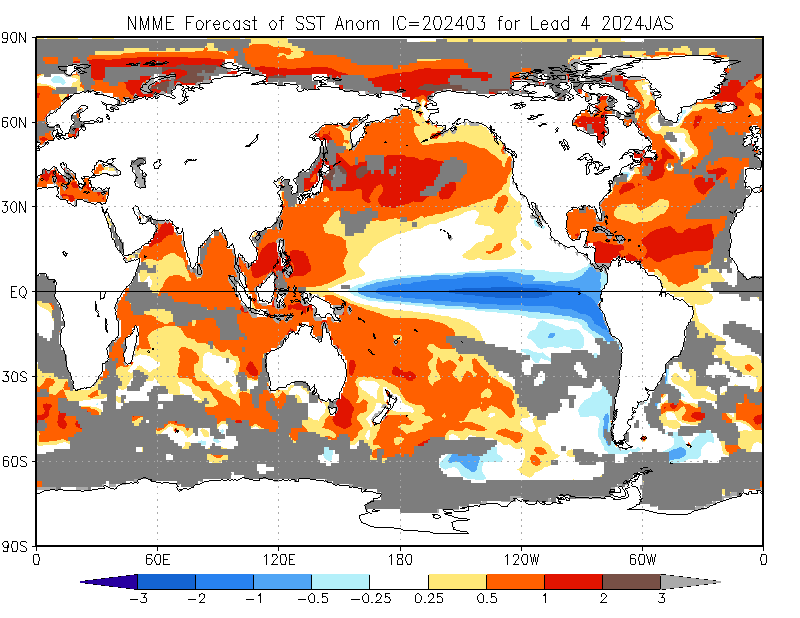 NMME Forecast of SST Anom IC=202403 for Lead 4 2024JAS
90N
60N
30N
EQ
30S
60S
90S
0 60E 120E 180 120W 60W 0
-3 -2 -1 -0.5 -0.25 0.25 0.5 1 2 3